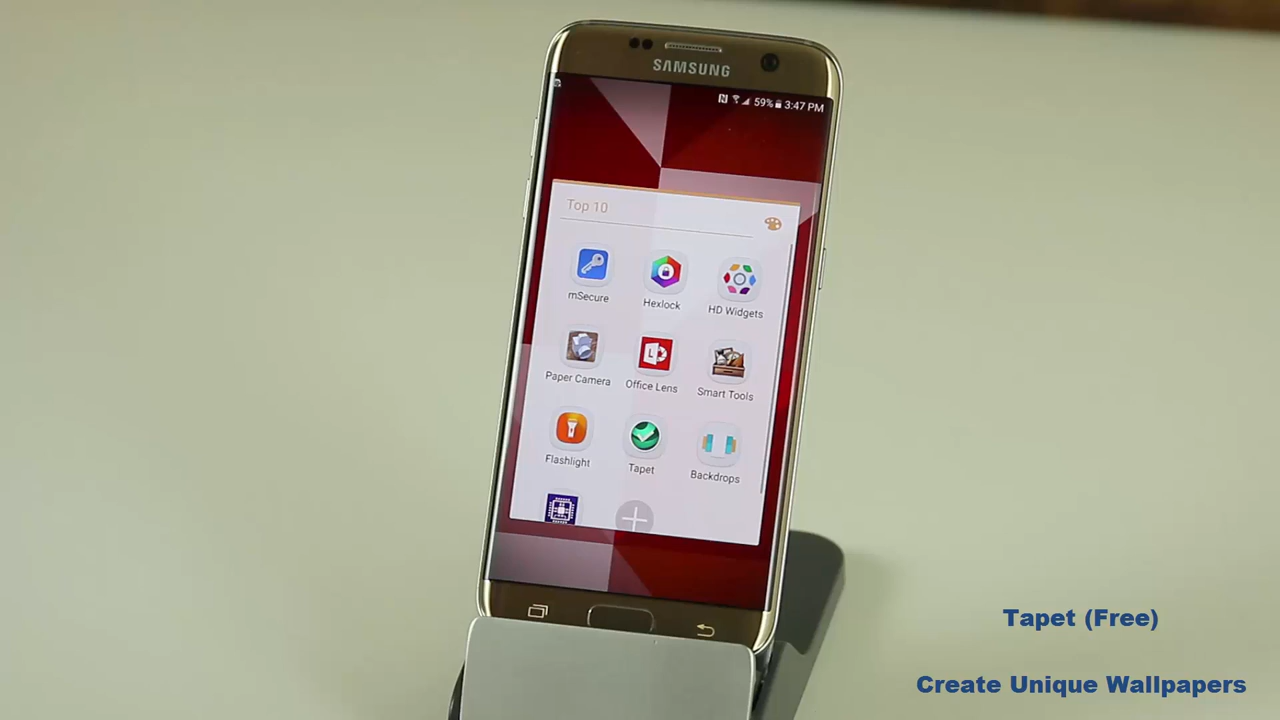 SAMSUNG
59% 3:47 PM
Top 10
mSecure
Hexlock
HD Widgets
Paper Camera
Office Lens
Smart Tools
Flashlight
Tapet
Backdrops
Tapet (Free)
Create Unique Wallpapers